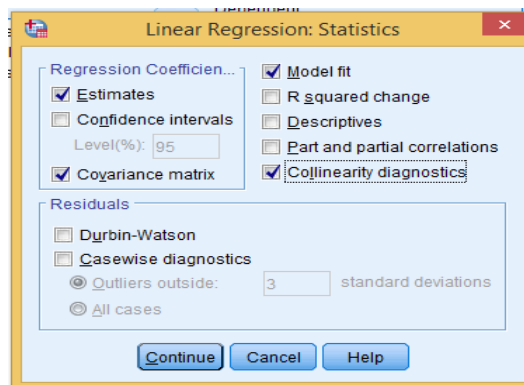 Linear Regression: Statistics
Regression Coefficien...
Estimates
Confidence intervals
Level(%): 95
Covariance matrix
Model fit
R squared change
Descriptives
Part and partial correlations
Collinearity diagnostics
Residuals
Durbin-Watson
Casewise diagnostics
Outliers outside: 3 standard deviations
All cases
Continue Cancel Help